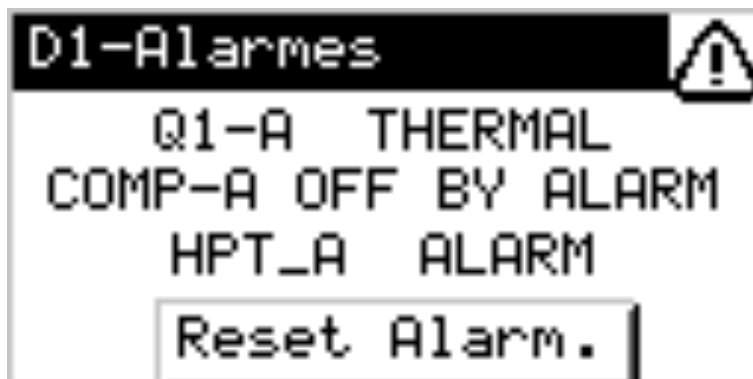 D1-Alarmes
Q1-A THERMAL
COMP-A OFF BY ALARM
HPT_A ALARM
Reset Alarm.